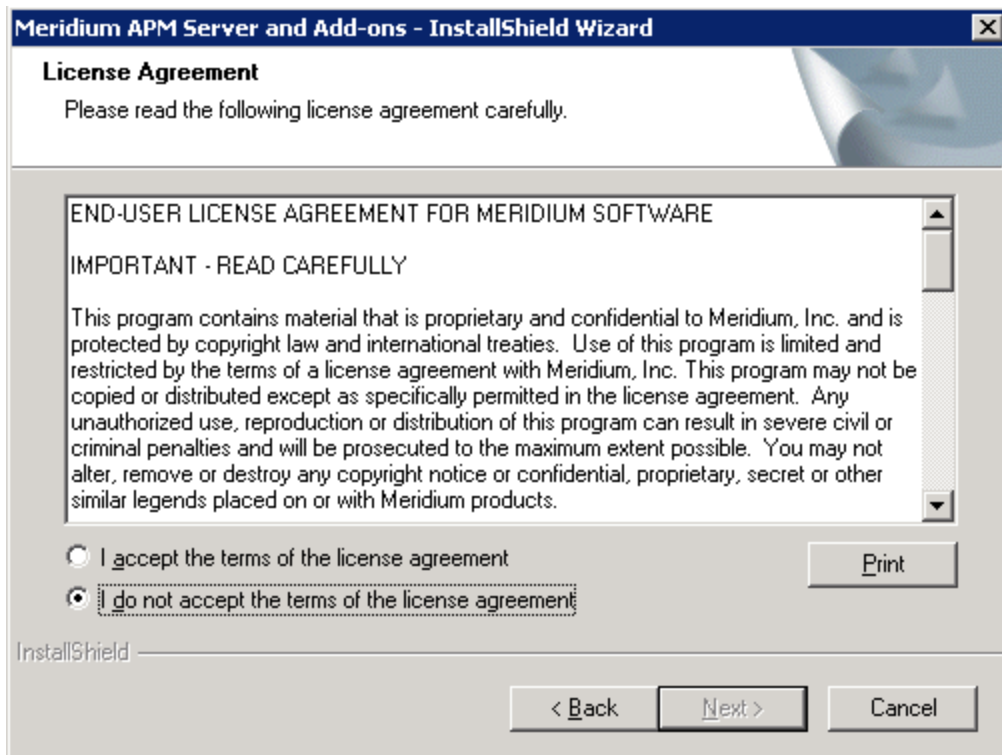 Meridium APM Server and Add-ons - InstallShield Wizard
License Agreement
Please read the following license agreement carefully.
END-USER LICENSE AGREEMENT FOR MERIDIUM SOFTWARE
IMPORTANT - READ CAREFULLY
This program contains material that is proprietary and confidential to Meridium, Inc. and is
protected by copyright law and international treaties.  Use of this program is limited and
restricted by the terms of a license agreement with Meridium, Inc. This program may not be
copied or distributed except as specifically permitted in the license agreement.  Any
unauthorized use, reproduction or distribution of this program can result in severe civil or
criminal penalties and will be prosecuted to the maximum extent possible.  You may not
alter, remove or destroy any copyright notice or confidential, proprietary, secret or other
similar legends placed on or with Meridium products.
I accept the terms of the license agreement
Print
I do not accept the terms of the license agreement
InstallShield
< Back
Next >
Cancel